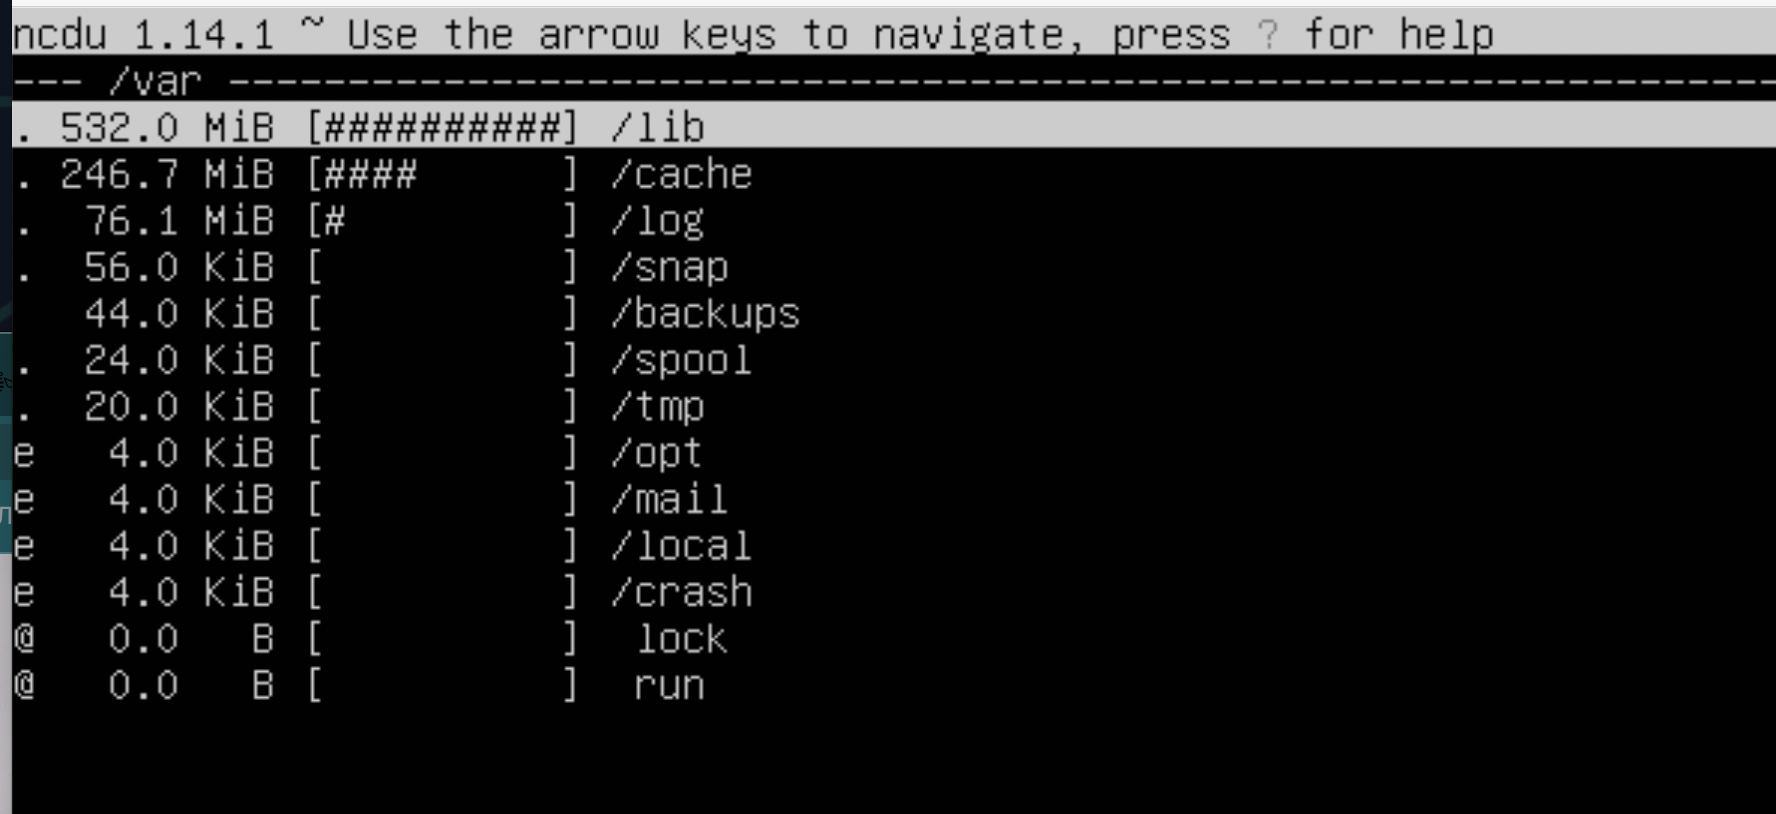 ncdu 1.14.1 ~ Use the arrow keys to navigate, press ? for help
--- /var -----------------------------------------------------------------
. 532.0 MiB [##########] /lib
. 246.7 MiB [####      ] /cache
.  76.1 MiB [#         ] /log
.  56.0 KiB [          ] /snap
   44.0 KiB [          ] /backups
.  24.0 KiB [          ] /spool
.  20.0 KiB [          ] /tmp
e   4.0 KiB [          ] /opt
e   4.0 KiB [          ] /mail
e   4.0 KiB [          ] /local
e   4.0 KiB [          ] /crash
@   0.0   B [          ]  lock
@   0.0   B [          ]  run